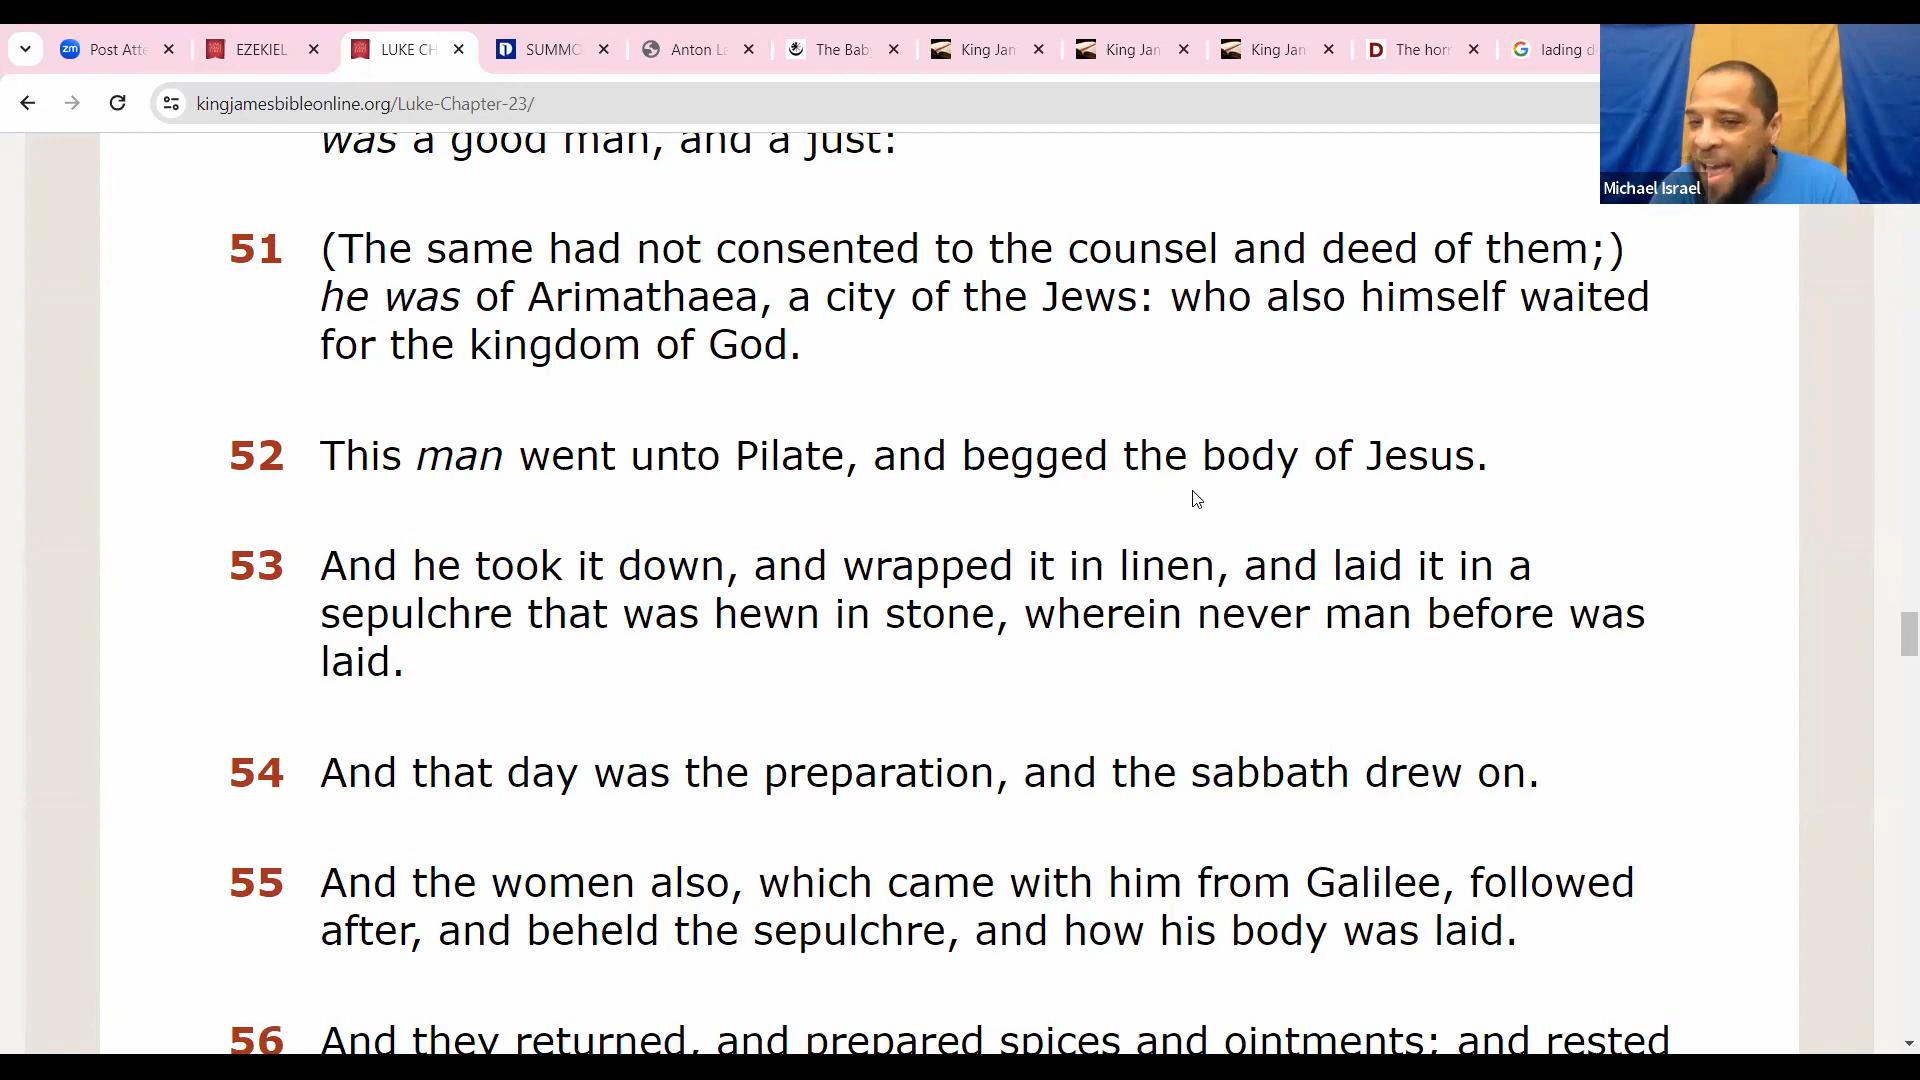 Post Atte
EZEKIEL
LUKE CH
SUMMO
Anton L
The Bab
King Jam
King Jam
King Jam
The horr
lading d
kingjamesbibleonline.org/Luke-Chapter-23/
Michael Israel
was a good man, and a just:
51 (The same had not consented to the counsel and deed of them;)
he was of Arimathaea, a city of the Jews: who also himself waited
for the kingdom of God.
52 This man went unto Pilate, and begged the body of Jesus.
53 And he took it down, and wrapped it in linen, and laid it in a
sepulchre that was hewn in stone, wherein never man before was
laid.
54 And that day was the preparation, and the sabbath drew on.
55 And the women also, which came with him from Galilee, followed
after, and beheld the sepulchre, and how his body was laid.
56 And they returned, and prepared spices and ointments; and rested